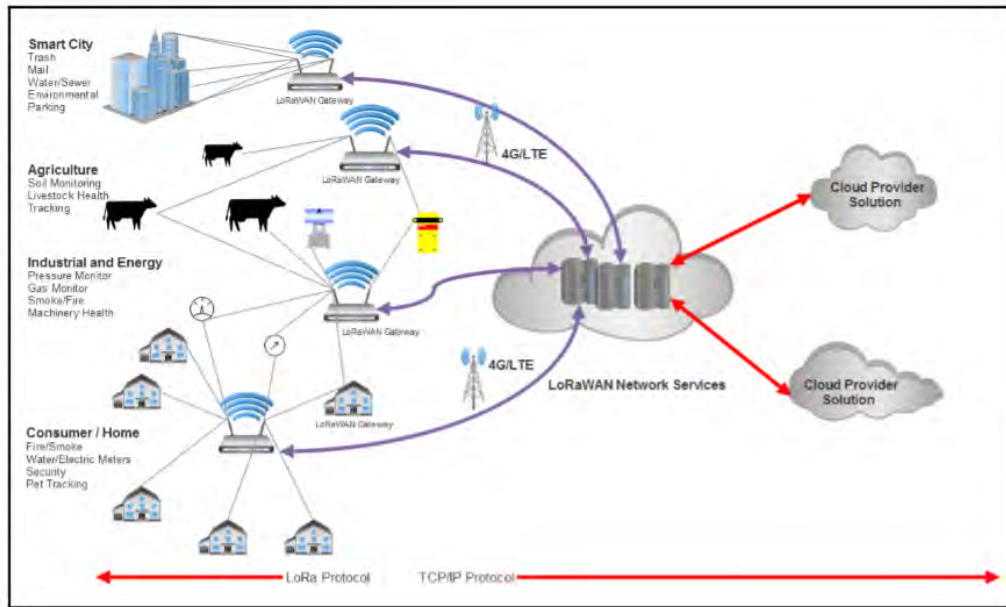 Smart City
Trash
Mail
Water/Sewer
Environmental
Parking
LoRaWAN Gateway
4G/LTE
LoRaWAN Gateway
Agriculture
Soil Monitoring
Livestock Health
Tracking
Cloud Provider
Solution
Industrial and Energy
Pressure Monitor
Gas Monitor
Smoke/Fire
Machinery Health
LoRaWAN Gateway
4G/LTE
LoRaWAN Network Services
Cloud Provider
Solution
LoRaWAN Gateway
Consumer / Home
Fire/Smoke
Water/Electric Meters
Security
Pet Tracking
LoRa Protocol
TCP/IP Protocol